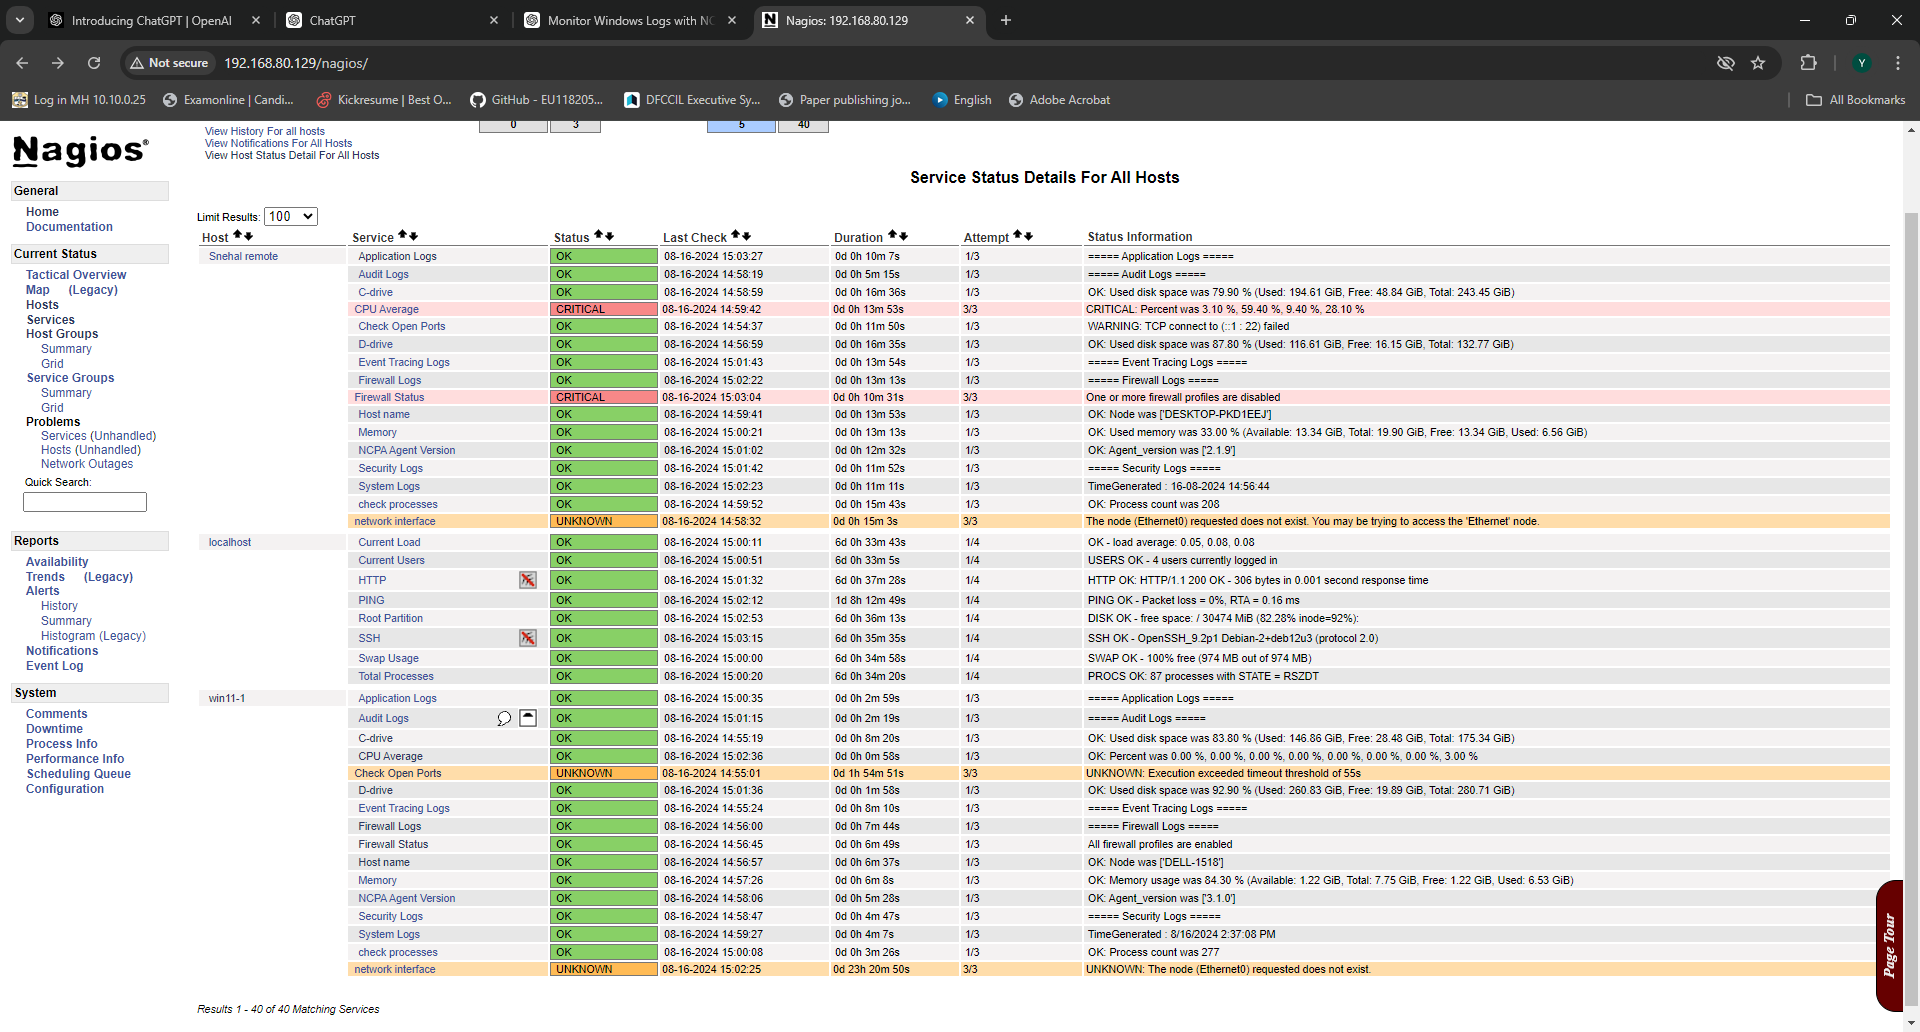 Introducing ChatGPT | OpenAI
ChatGPT
Monitor Windows Logs with NC
Nagios: 192.168.80.129
Not secure 192.168.80.129/nagios/
Y
Log in MH 10.10.0.25 Examonline | Candi... Kickresume | Best O... GitHub - EU118205... DFCCIL Executive Sy... Paper publishing jo... English Adobe Acrobat All Bookmarks
Nagios®
General
Home
Documentation
Current Status
Tactical Overview
Map (Legacy)
Hosts
Services
Host Groups
Summary
Grid
Service Groups
Summary
Grid
Problems
Services (Unhandled)
Hosts (Unhandled)
Network Outages
Quick Search:
Reports
Availability
Trends (Legacy)
Alerts
History
Summary
Histogram (Legacy)
Notifications
Event Log
System
Comments
Downtime
Process Info
Performance Info
Scheduling Queue
Configuration
View History For all hosts
View Notifications For All Hosts
View Host Status Detail For All Hosts
0 3 5 40
Service Status Details For All Hosts
Limit Results: 100
Host Service Status Last Check Duration Attempt Status Information
Snehal remote Application Logs OK 08-16-2024 15:03:27 0d 0h 10m 7s 1/3 ===== Application Logs =====
Audit Logs OK 08-16-2024 14:58:19 0d 0h 5m 15s 1/3 ===== Audit Logs =====
C-drive OK 08-16-2024 14:58:59 0d 0h 16m 36s 1/3 OK: Used disk space was 79.90 % (Used: 194.61 GiB, Free: 48.84 GiB, Total: 243.45 GiB)
CPU Average CRITICAL 08-16-2024 14:59:42 0d 0h 13m 53s 3/3 CRITICAL: Percent was 3.10 %, 59.40 %, 9.40 %, 28.10 %
Check Open Ports OK 08-16-2024 14:54:37 0d 0h 11m 50s 1/3 WARNING: TCP connect to (::1 : 22) failed
D-drive OK 08-16-2024 14:56:59 0d 0h 16m 35s 1/3 OK: Used disk space was 87.80 % (Used: 116.61 GiB, Free: 16.15 GiB, Total: 132.77 GiB)
Event Tracing Logs OK 08-16-2024 15:01:43 0d 0h 13m 54s 1/3 ===== Event Tracing Logs =====
Firewall Logs OK 08-16-2024 15:02:22 0d 0h 13m 13s 1/3 ===== Firewall Logs =====
Firewall Status CRITICAL 08-16-2024 15:03:04 0d 0h 10m 31s 3/3 One or more firewall profiles are disabled
Host name OK 08-16-2024 14:59:41 0d 0h 13m 53s 1/3 OK: Node was ['DESKTOP-PKD1EEJ']
Memory OK 08-16-2024 15:00:21 0d 0h 13m 13s 1/3 OK: Used memory was 33.00 % (Available: 13.34 GiB, Total: 19.90 GiB, Free: 13.34 GiB, Used: 6.56 GiB)
NCPA Agent Version OK 08-16-2024 15:01:02 0d 0h 12m 32s 1/3 OK: Agent_version was ['2.1.9']
Security Logs OK 08-16-2024 15:01:42 0d 0h 11m 52s 1/3 ===== Security Logs =====
System Logs OK 08-16-2024 15:02:23 0d 0h 11m 11s 1/3 TimeGenerated : 16-08-2024 14:56:44
check processes OK 08-16-2024 14:59:52 0d 0h 15m 43s 1/3 OK: Process count was 208
network interface UNKNOWN 08-16-2024 14:58:32 0d 0h 15m 3s 3/3 The node (Ethernet0) requested does not exist. You may be trying to access the 'Ethernet' node.
localhost Current Load OK 08-16-2024 15:00:11 6d 0h 33m 43s 1/4 OK - load average: 0.05, 0.08, 0.08
Current Users OK 08-16-2024 15:00:51 6d 0h 33m 5s 1/4 USERS OK - 4 users currently logged in
HTTP OK 08-16-2024 15:01:32 6d 0h 37m 28s 1/4 HTTP OK: HTTP/1.1 200 OK - 306 bytes in 0.001 second response time
PING OK 08-16-2024 15:02:12 1d 8h 12m 49s 1/4 PING OK - Packet loss = 0%, RTA = 0.16 ms
Root Partition OK 08-16-2024 15:02:53 6d 0h 36m 13s 1/4 DISK OK - free space: / 30474 MiB (82.28% inode=92%):
SSH OK 08-16-2024 15:03:15 6d 0h 35m 35s 1/4 SSH OK - OpenSSH_9.2p1 Debian-2+deb12u3 (protocol 2.0)
Swap Usage OK 08-16-2024 15:00:00 6d 0h 34m 58s 1/4 SWAP OK - 100% free (974 MB out of 974 MB)
Total Processes OK 08-16-2024 15:00:20 6d 0h 34m 20s 1/4 PROCS OK: 87 processes with STATE = RSZDT
win11-1 Application Logs OK 08-16-2024 15:00:35 0d 0h 2m 59s 1/3 ===== Application Logs =====
Audit Logs OK 08-16-2024 15:01:15 0d 0h 2m 19s 1/3 ===== Audit Logs =====
C-drive OK 08-16-2024 14:55:19 0d 0h 8m 20s 1/3 OK: Used disk space was 83.80 % (Used: 146.86 GiB, Free: 28.48 GiB, Total: 175.34 GiB)
CPU Average OK 08-16-2024 15:02:36 0d 0h 0m 58s 1/3 OK: Percent was 0.00 %, 0.00 %, 0.00 %, 0.00 %, 0.00 %, 0.00 %, 0.00 %, 3.00 %
Check Open Ports UNKNOWN 08-16-2024 14:55:01 0d 1h 54m 51s 3/3 UNKNOWN: Execution exceeded timeout threshold of 55s
D-drive OK 08-16-2024 15:01:36 0d 0h 1m 58s 1/3 OK: Used disk space was 92.90 % (Used: 260.83 GiB, Free: 19.89 GiB, Total: 280.71 GiB)
Event Tracing Logs OK 08-16-2024 14:55:24 0d 0h 8m 10s 1/3 ===== Event Tracing Logs =====
Firewall Logs OK 08-16-2024 14:56:00 0d 0h 7m 44s 1/3 ===== Firewall Logs =====
Firewall Status OK 08-16-2024 14:56:45 0d 0h 6m 49s 1/3 All firewall profiles are enabled
Host name OK 08-16-2024 14:56:57 0d 0h 6m 37s 1/3 OK: Node was ['DELL-1518']
Memory OK 08-16-2024 14:57:26 0d 0h 6m 8s 1/3 OK: Memory usage was 84.30 % (Available: 1.22 GiB, Total: 7.75 GiB, Free: 1.22 GiB, Used: 6.53 GiB)
NCPA Agent Version OK 08-16-2024 14:58:06 0d 0h 5m 28s 1/3 OK: Agent_version was ['3.1.0']
Security Logs OK 08-16-2024 14:58:47 0d 0h 4m 47s 1/3 ===== Security Logs =====
System Logs OK 08-16-2024 14:59:27 0d 0h 4m 7s 1/3 TimeGenerated : 8/16/2024 2:37:08 PM
check processes OK 08-16-2024 15:00:08 0d 0h 3m 26s 1/3 OK: Process count was 277
network interface UNKNOWN 08-16-2024 15:02:25 0d 23h 20m 50s 3/3 UNKNOWN: The node (Ethernet0) requested does not exist.
Results 1 - 40 of 40 Matching Services
Page Tour